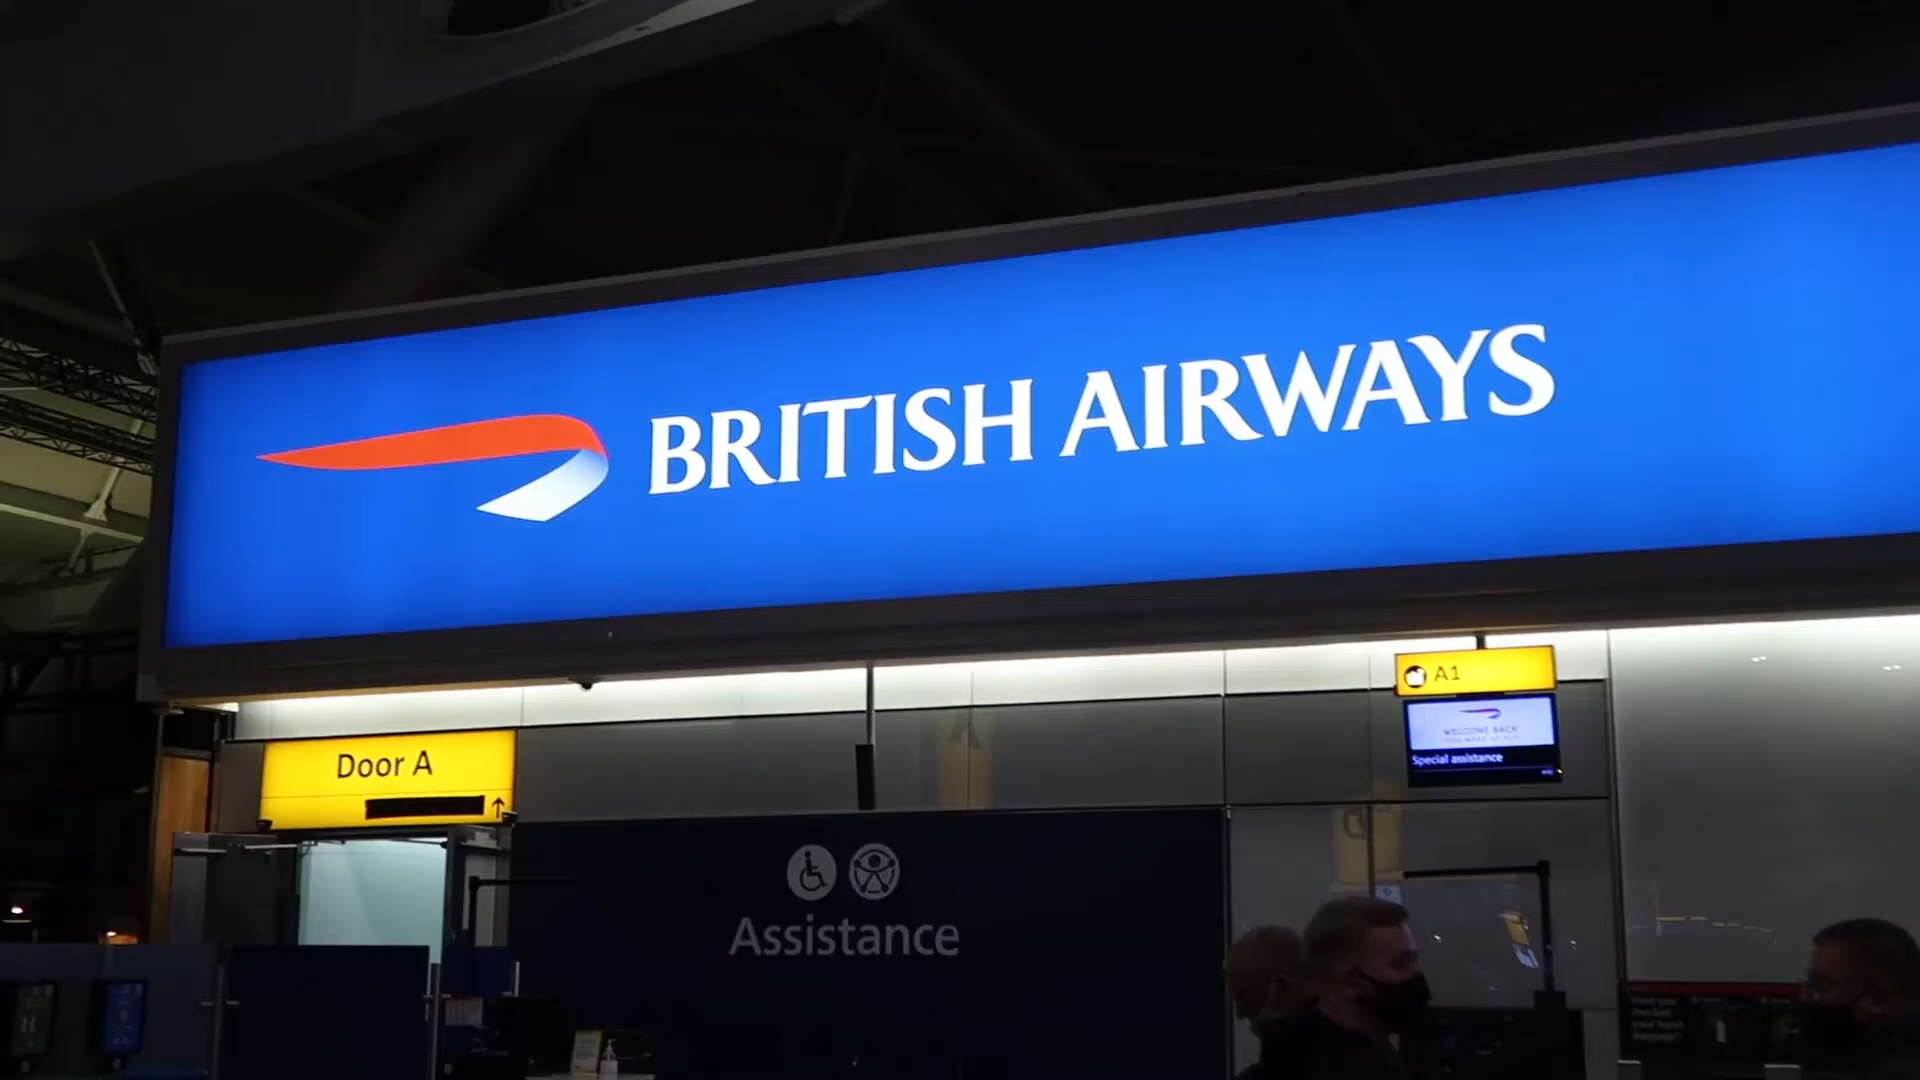 BRITISH AIRWAYS
A1
WELCOME BACK
Special assistance
Door A
Assistance